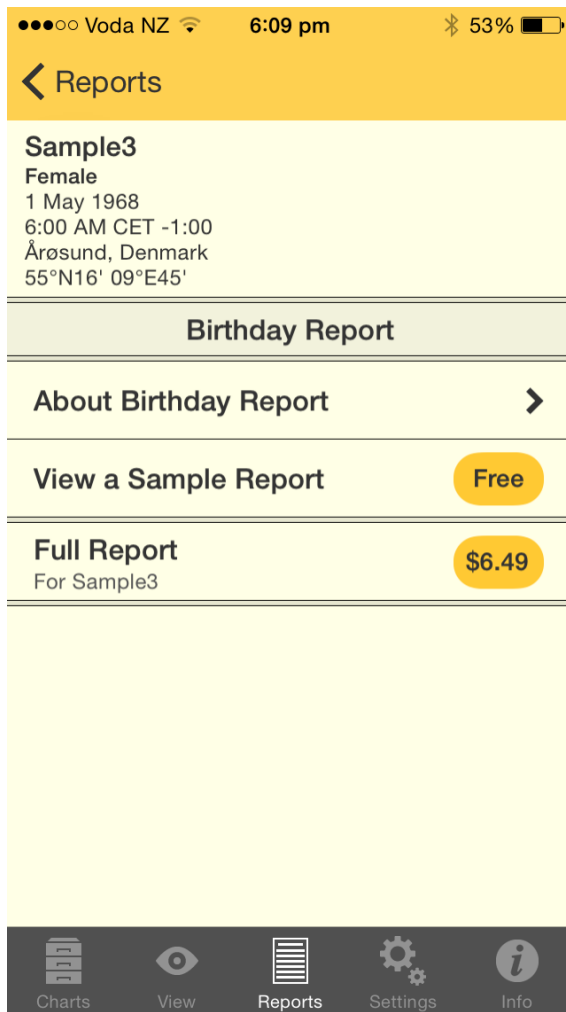 Voda NZ 6:09 pm 53%
Reports
Sample3
Female
1 May 1968
6:00 AM CET -1:00
Årøsund, Denmark
55°N16' 09°E45'
Birthday Report
About Birthday Report
View a Sample Report Free
Full Report
For Sample3
$6.49
Charts View Reports Settings Info